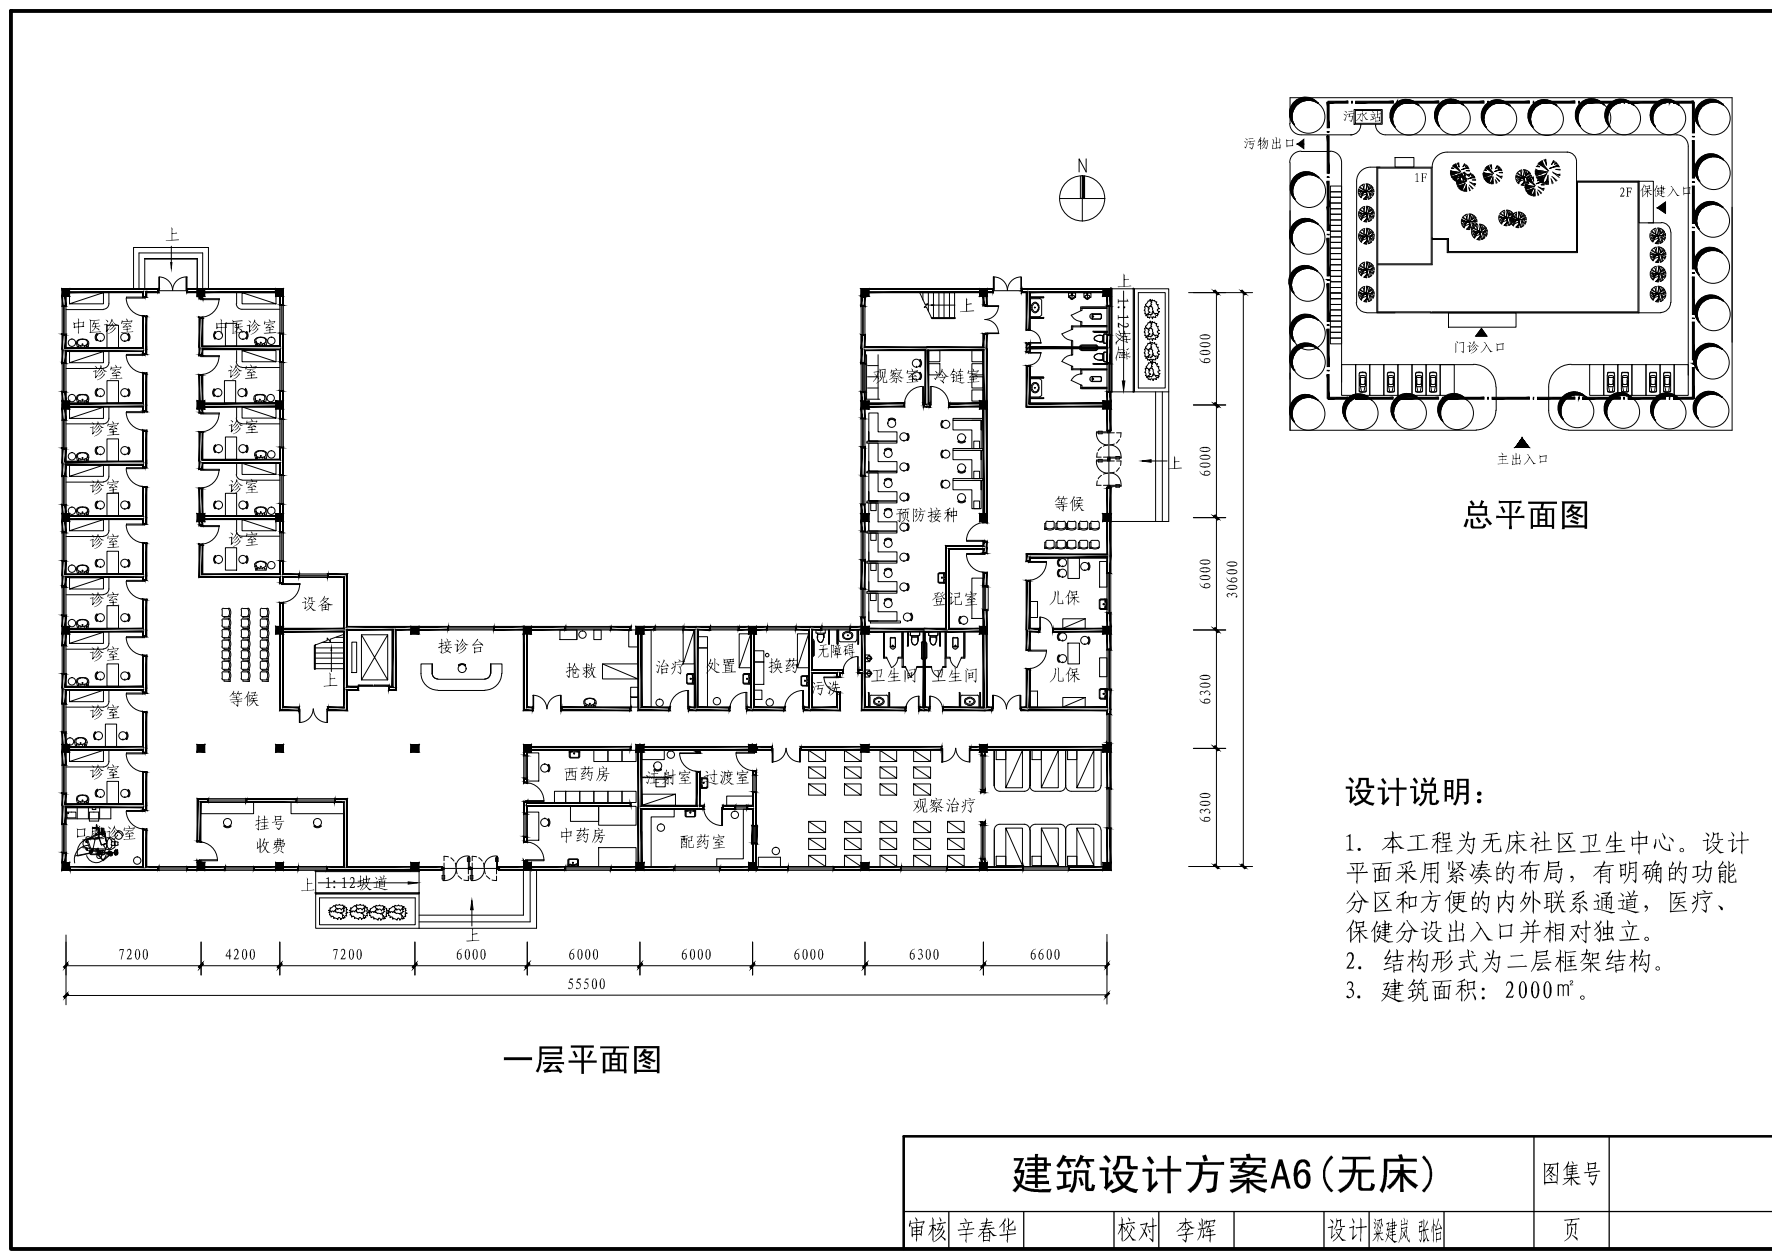 N
上
中医诊室
中医诊室
诊室
诊室
诊室
诊室
诊室
诊室
诊室
诊室
诊室
诊室
诊室
诊室
诊室
口腔诊室
等候
设备
上
接诊台
抢救
治疗
处置
换药
无障碍
污洗
卫生间
卫生间
挂号
收费
西药房
中药房
注射室
过渡室
配药室
观察治疗
上
观察室
冷链室
预防接种
登记室
等候
儿保
儿保
上
1:12坡道
上
上
1:12坡道
上
6000
6000
6000
6300
6300
30600
7200
4200
7200
6000
6000
6000
6000
6300
6600
55500
一层平面图
污水站
污物出口
1F
2F
保健入口
门诊入口
主出入口
总平面图
设计说明：
1. 本工程为无床社区卫生中心。设计
平面采用紧凑的布局，有明确的功能
分区和方便的内外联系通道，医疗、
保健分设出入口并相对独立。
2. 结构形式为二层框架结构。
3. 建筑面积：2000㎡。
建筑设计方案A6(无床)
图集号
审核 辛春华 校对 李辉 设计 梁建岚 张怡 页